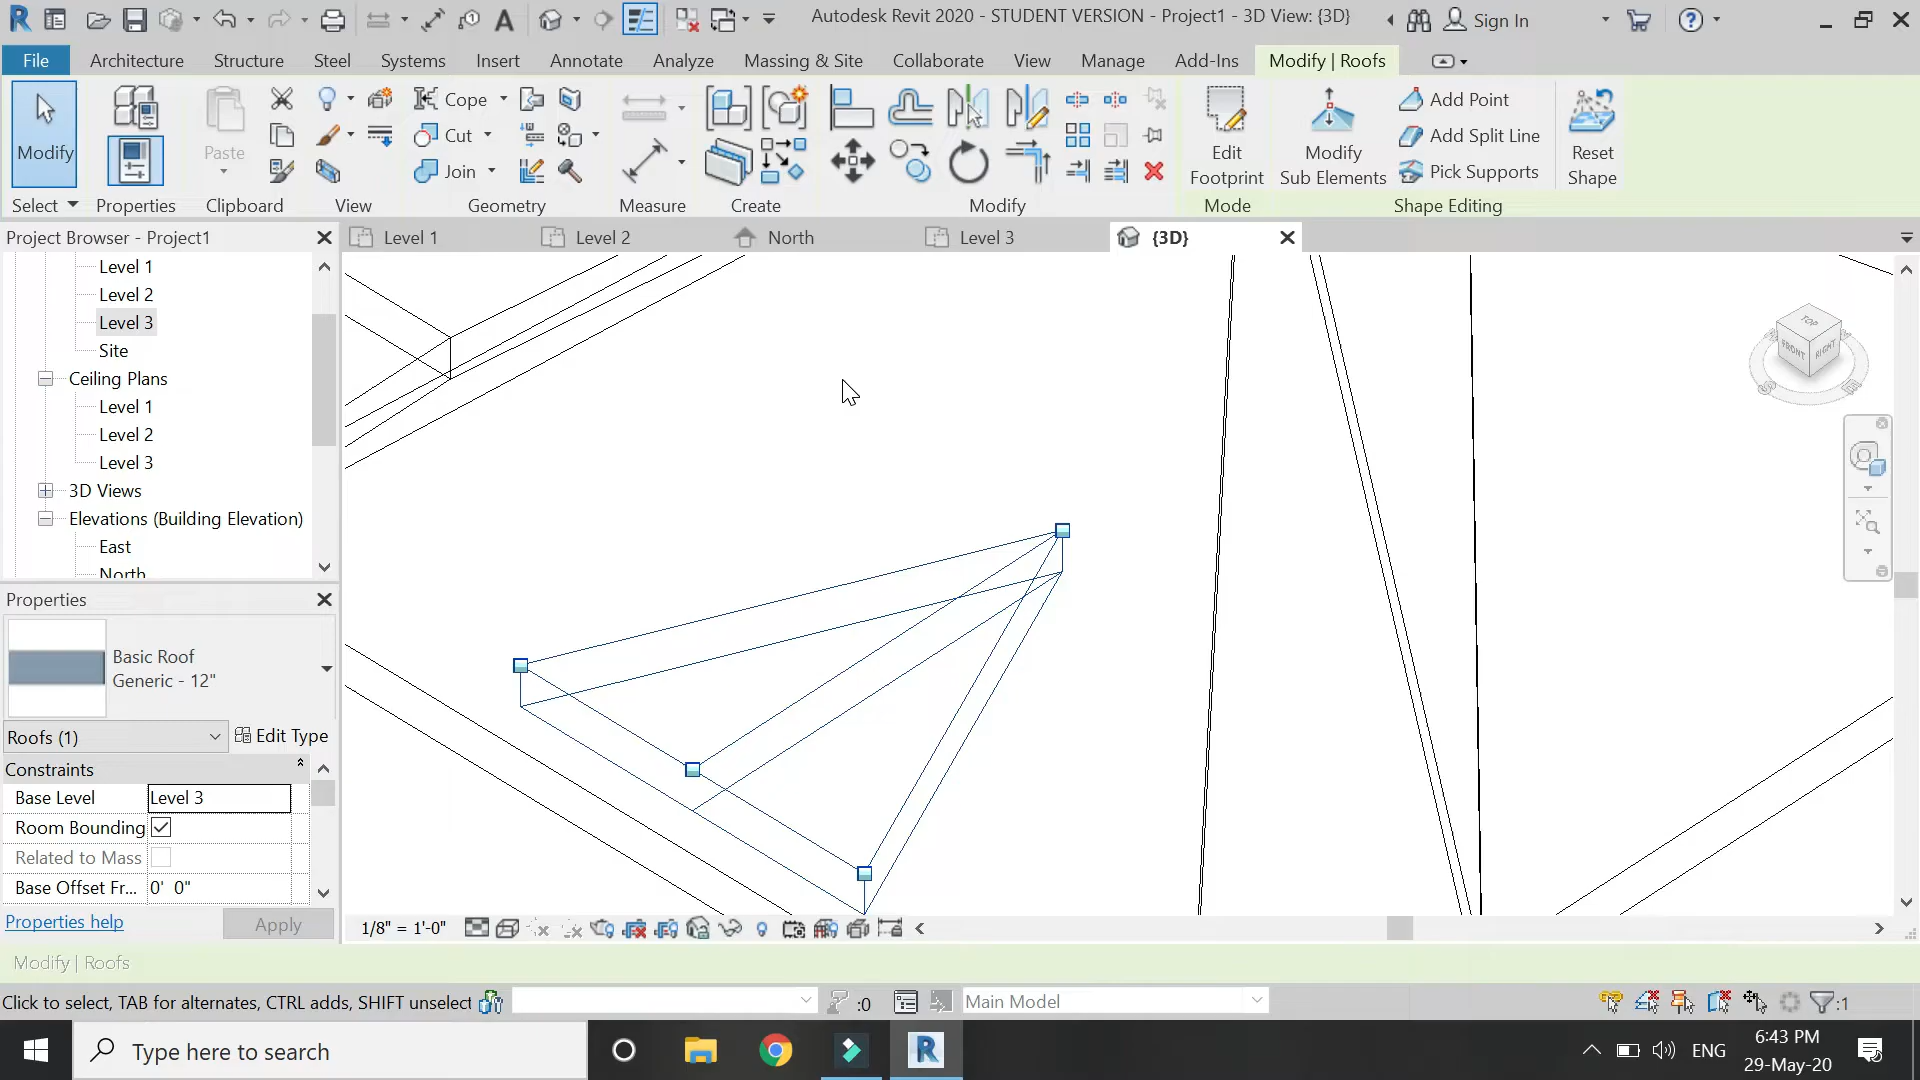 Autodesk Revit 2020 - STUDENT VERSION - Project1 - 3D View: {3D}
Sign In
File
Architecture
Structure
Steel
Systems
Insert
Annotate
Analyze
Massing & Site
Collaborate
View
Manage
Add-Ins
Modify | Roofs
Modify
Paste
Cope
Cut
Join
Edit
Footprint
Modify
Sub Elements
Add Point
Add Split Line
Pick Supports
Reset
Shape
Select
Properties
Clipboard
View
Geometry
Measure
Create
Modify
Mode
Shape Editing
Project Browser - Project1
Level 1
Level 2
North
Level 3
{3D}
Level 1
Level 2
Level 3
Site
Ceiling Plans
Level 1
Level 2
Level 3
3D Views
Elevations (Building Elevation)
East
North
TOP
FRONT
RIGHT
S
E
Properties
Basic Roof
Generic - 12"
Roofs (1)
Edit Type
Constraints
Base Level
Level 3
Room Bounding
Related to Mass
Base Offset Fr...
0' 0"
Properties help
Apply
1/8" = 1'-0"
Modify | Roofs
Click to select, TAB for alternates, CTRL adds, SHIFT unselect
:0
Main Model
:1
Type here to search
ENG
6:43 PM
29-May-20